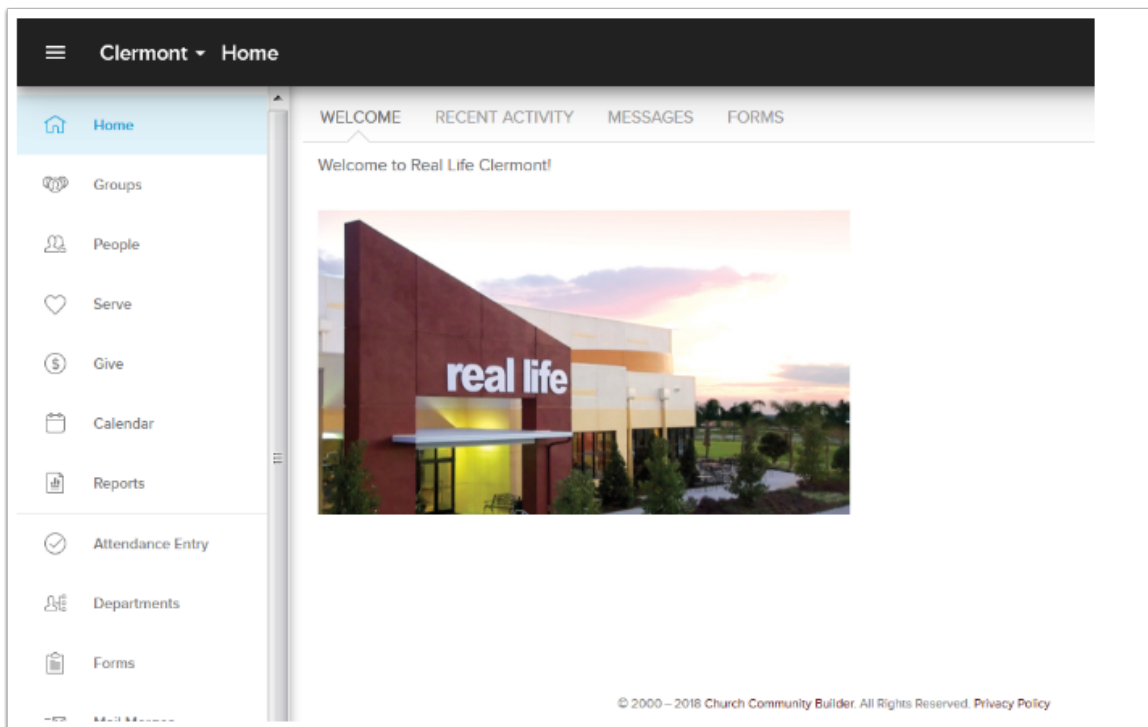 Clermont Home
Home
Groups
People
Serve
Give
Calendar
Reports
Attendance Entry
Departments
Forms
WELCOME RECENT ACTIVITY MESSAGES FORMS
Welcome to Real Life Clermont!
real life
© 2000 – 2018 Church Community Builder. All Rights Reserved. Privacy Policy